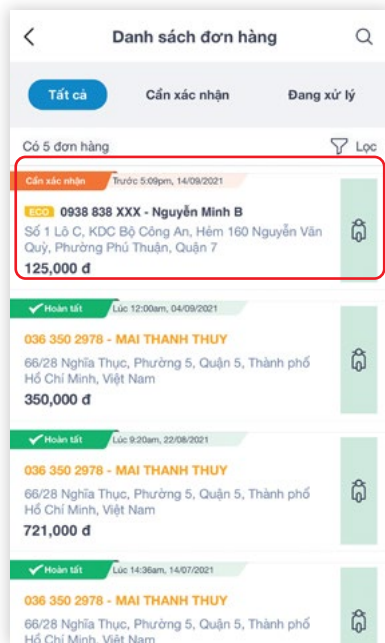 Danh sách đơn hàng
Tất cả Cần xác nhận Đang xử lý
Có 5 đơn hàng Lọc
Cần xác nhận Trước 5:09pm, 14/09/2021
ECO 0938 838 XXX - Nguyễn Minh B
Số 1 Lô C, KDC Bộ Công An, Hẻm 160 Nguyễn Văn
Quỳ, Phường Phú Thuận, Quận 7
125,000 đ
Hoàn tất Lúc 12:00am, 04/09/2021
036 350 2978 - MAI THANH THUY
66/28 Nghĩa Thục, Phường 5, Quận 5, Thành phố
Hồ Chí Minh, Việt Nam
350,000 đ
Hoàn tất Lúc 9:20am, 22/08/2021
036 350 2978 - MAI THANH THUY
66/28 Nghĩa Thục, Phường 5, Quận 5, Thành phố
Hồ Chí Minh, Việt Nam
721,000 đ
Hoàn tất Lúc 14:36am, 14/07/2021
036 350 2978 - MAI THANH THUY
66/28 Nghĩa Thục, Phường 5, Quận 5, Thành phố
Hồ Chí Minh, Việt Nam